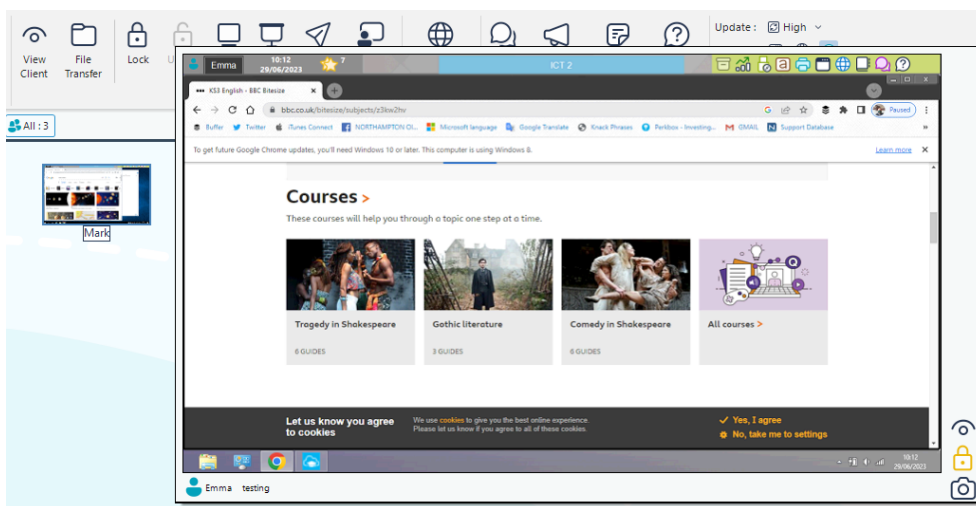 View Client
File Transfer
Lock
Update : High
All : 3
Mark
Emma
10:12
29/06/2023
7
ICT 2
KS3 English - BBC Bitesize
bbc.co.uk/bitesize/subjects/z3kw2hv
Paused
Buffer Twitter iTunes Connect NORTHAMPTON OL... Microsoft language Google Translate Knack Phrases Perkbox - Investing... GMAIL Support Database
To get future Google Chrome updates, you'll need Windows 10 or later. This computer is using Windows 8.
Learn more
Courses >
These courses will help you through a topic one step at a time.
Tragedy in Shakespeare
6 GUIDES
Gothic literature
3 GUIDES
Comedy in Shakespeare
6 GUIDES
All courses >
Let us know you agree
to cookies
We use cookies to give you the best online experience.
Please let us know if you agree to all of these cookies.
Yes, I agree
No, take me to settings
10:12
29/06/2023
Emma testing